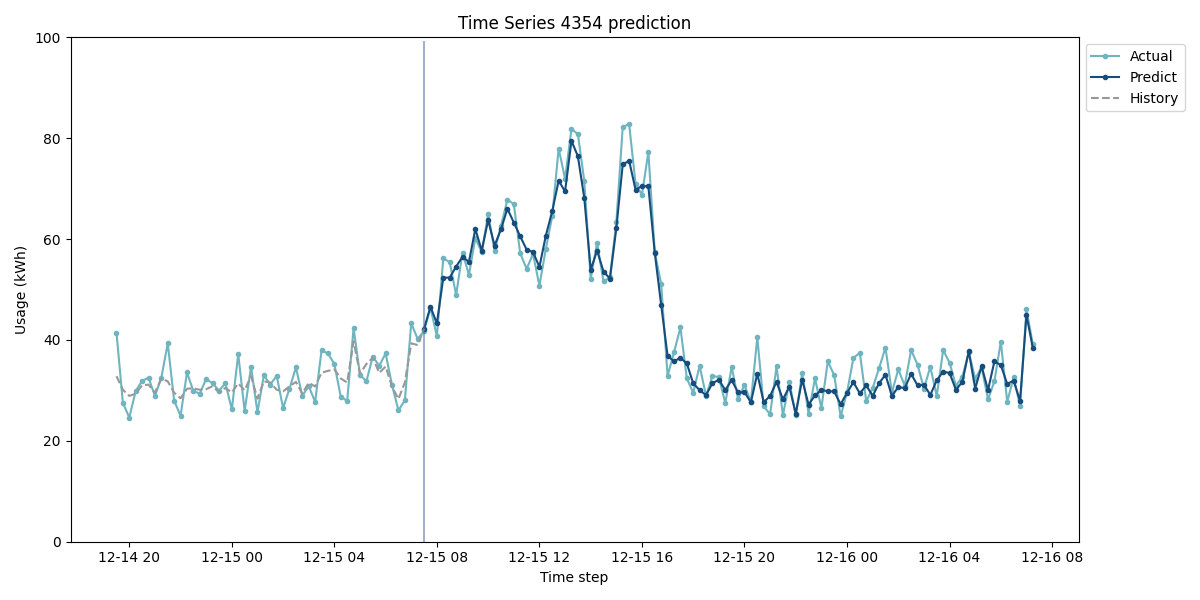 Time Series 4354 prediction
Actual
Predict
History
Usage (kWh)
100
80
60
40
20
0
12-14 20
12-15 00
12-15 04
12-15 08
12-15 12
12-15 16
12-15 20
12-16 00
12-16 04
12-16 08
Time step